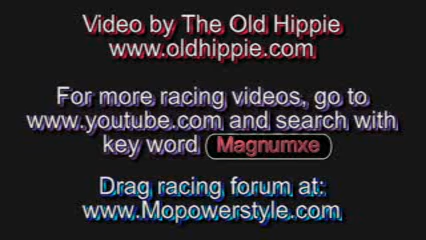 Video by The Old Hippie
www.oldhippie.com
For more racing videos, go to
www.youtube.com and search with
key word Magnumxe
Drag racing forum at:
www.Mopowerstyle.com